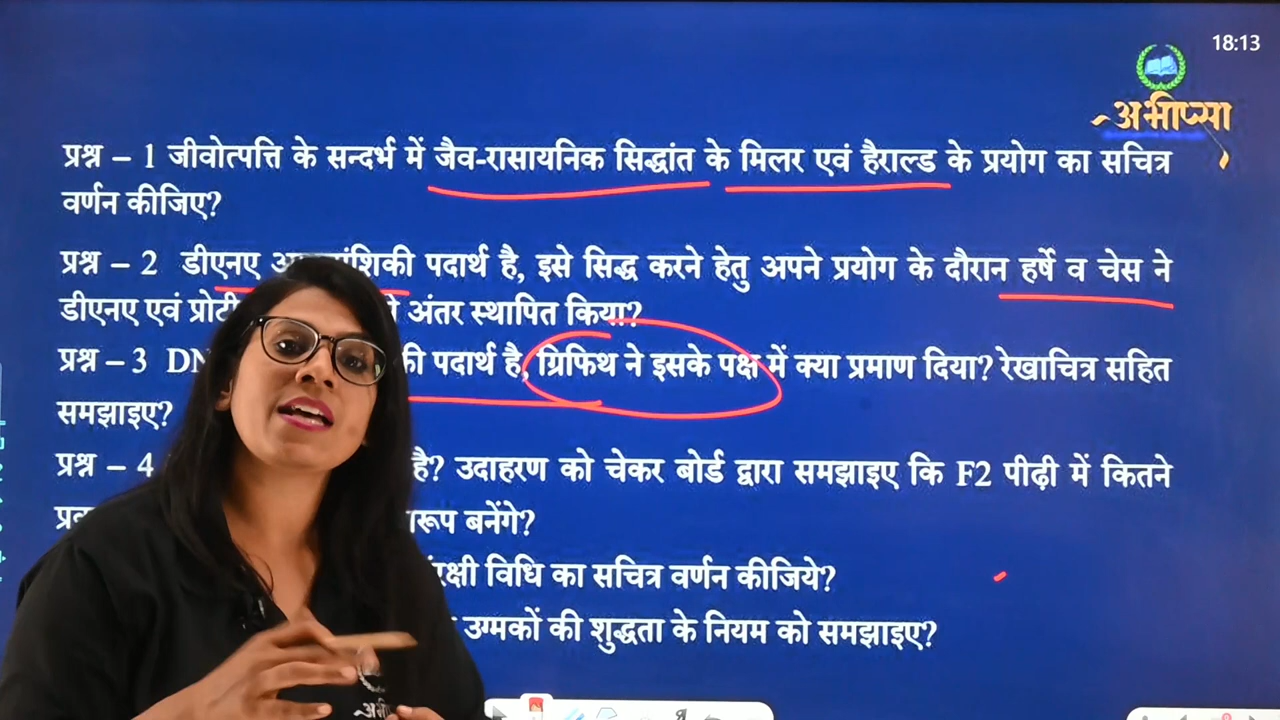 18:13
अभीप्सा
प्रश्न – 1 जीवोत्पत्ति के सन्दर्भ में जैव-रासायनिक सिद्धांत के मिलर एवं हैराल्ड के प्रयोग का सचित्र
वर्णन कीजिए?
प्रश्न – 2 डीएनए पदार्थ है, इसे सिद्ध करने हेतु अपने प्रयोग के दौरान हर्षे व चेस ने
डीएनए एवं अंतर स्थापित किया?
प्रश्न – 3 की पदार्थ है, ग्रिफिथ ने इसके पक्ष में क्या प्रमाण दिया? रेखाचित्र सहित
समझाइए?
प्रश्न – 4 है? उदाहरण को चेकर बोर्ड द्वारा समझाइए कि F2 पीढ़ी में कितने
बनेंगे?
विधि का सचित्र वर्णन कीजिये?
उग्मकों की शुद्धता के नियम को समझाइए?